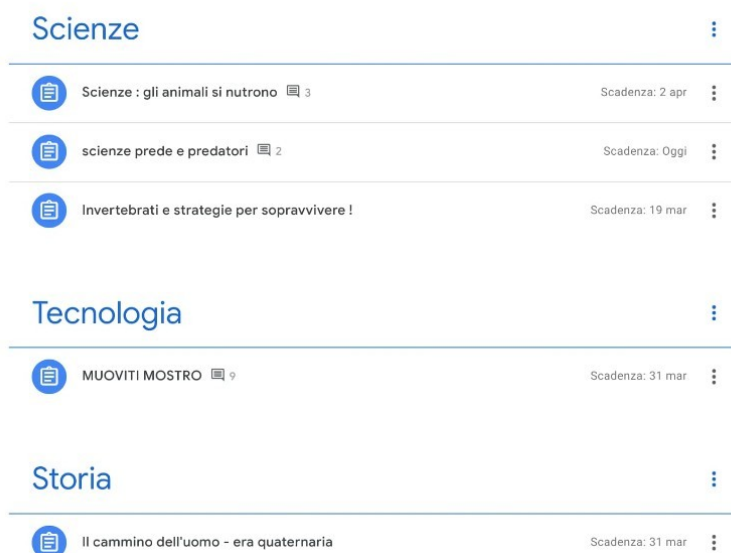 Scienze
Scienze : gli animali si nutrono 3 Scadenza: 2 apr
scienze prede e predatori 2 Scadenza: Oggi
Invertebrati e strategie per sopravvivere ! Scadenza: 19 mar
Tecnologia
MUOVITI MOSTRO 9 Scadenza: 31 mar
Storia
Il cammino dell'uomo - era quaternaria Scadenza: 31 mar